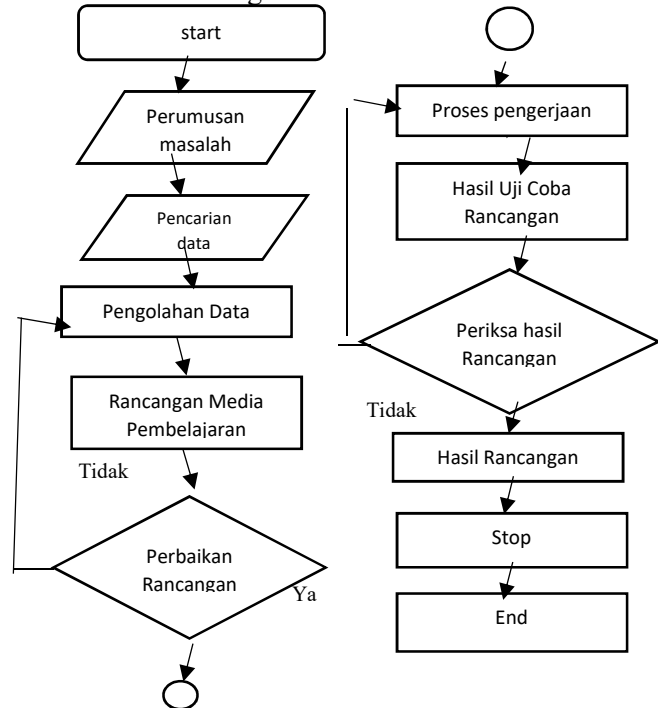 start
Perumusan
masalah
Pencarian
data
Pengolahan Data
Rancangan Media
Pembelajaran
Tidak
Perbaikan
Rancangan
Ya
Proses pengerjaan
Hasil Uji Coba
Rancangan
Periksa hasil
Rancangan
Tidak
Hasil Rancangan
Stop
End